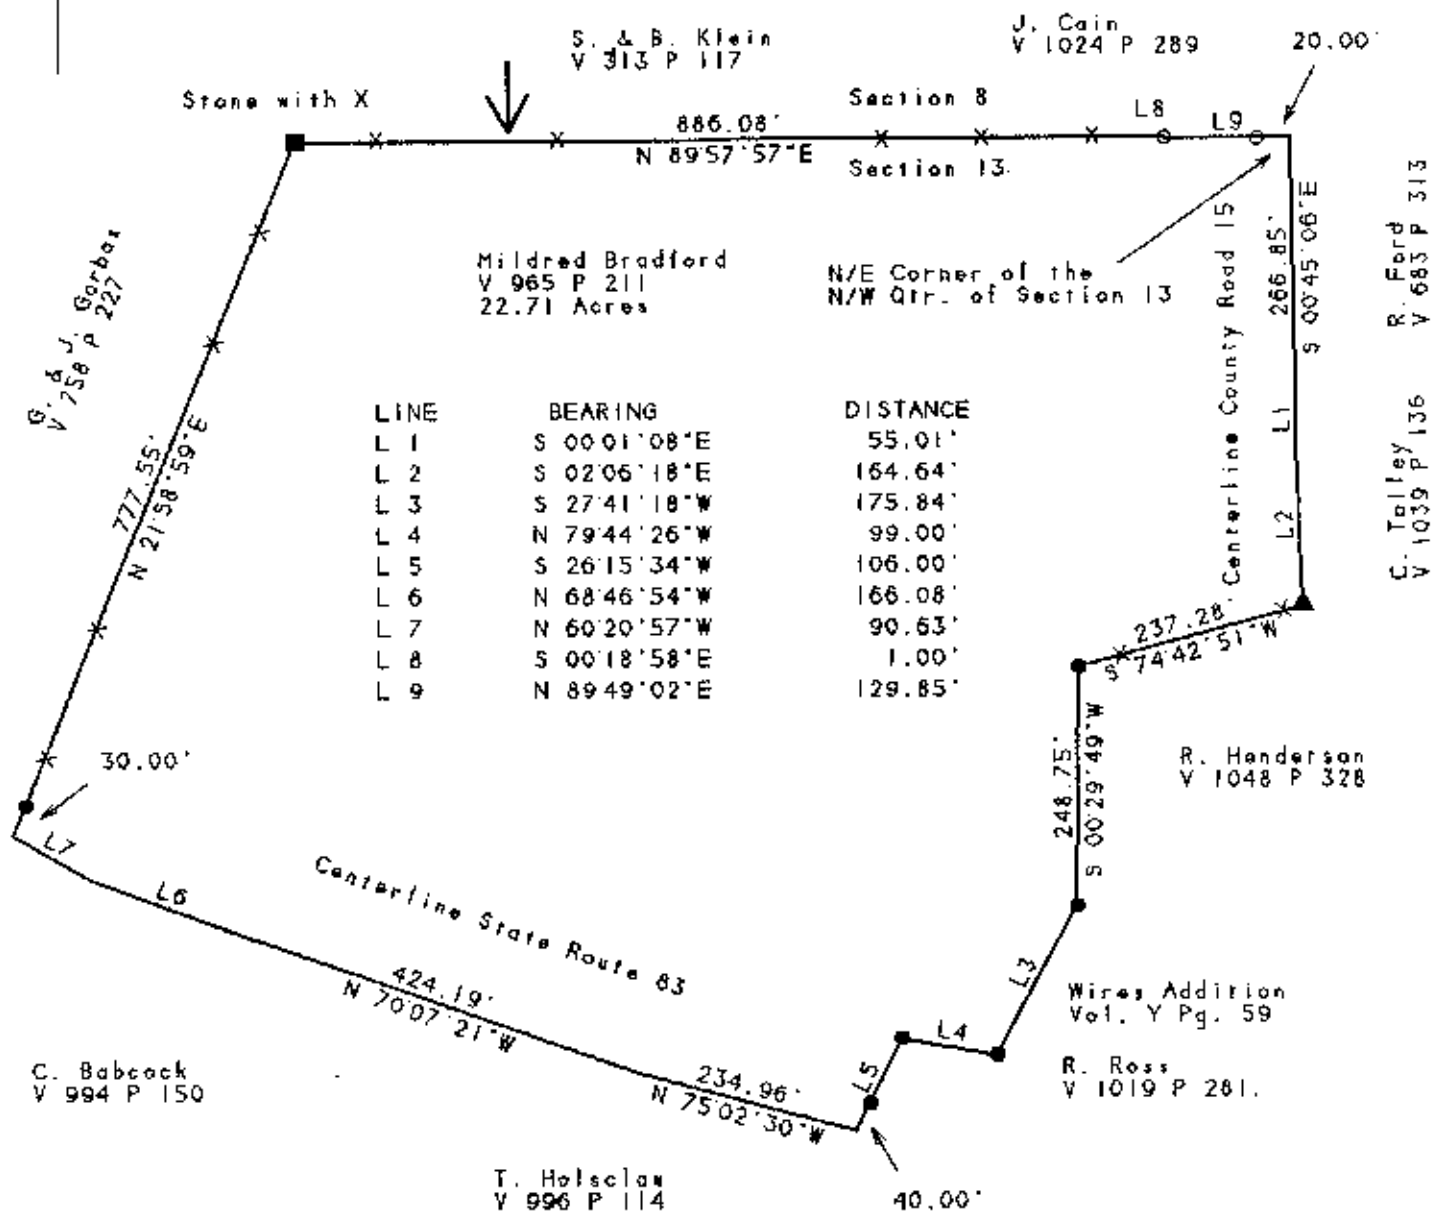 S. & B. Klein
V 313 P 117
J. Cain
V 1024 P 289
20.00'
Stone with X
Section 8
L8
L9
886.08'
N 89°57'57"E
Section 13
Mildred Bradford
V 965 P 211
22.71 Acres
N/E Corner of the
N/W Qtr. of Section 13
Centerline County Road 15
266.85'
S 00°45'06"E
R. Ford
V 683 P 313
G. & J. Gorbax
V 758 P 227
777.55'
N 21°58'59"E
LINE BEARING DISTANCE
L 1 S 00°01'08"E 55.01'
L 2 S 02°06'18"E 164.64'
L 3 S 27°41'18"W 175.84'
L 4 N 79°44'26"W 99.00'
L 5 S 26°15'34"W 106.00'
L 6 N 68°46'54"W 166.08'
L 7 N 60°20'57"W 90.63'
L 8 S 00°18'58"E 1.00'
L 9 N 89°49'02"E 129.85'
L1
L2
C. Talley
V 1039 P 136
237.28'
S 74°42'51"W
30.00'
248.75'
S 00°29'49"W
R. Henderson
V 1048 P 328
L7
L6
Centerline State Route 83
424.19'
N 70°07'21"W
L3
Wires Addition
Vol. Y Pg. 59
L4
R. Ross
V 1019 P 281.
L5
C. Babcock
V 994 P 150
234.96'
N 75°02'30"W
T. Holsclaw
V 996 P 114
40.00'